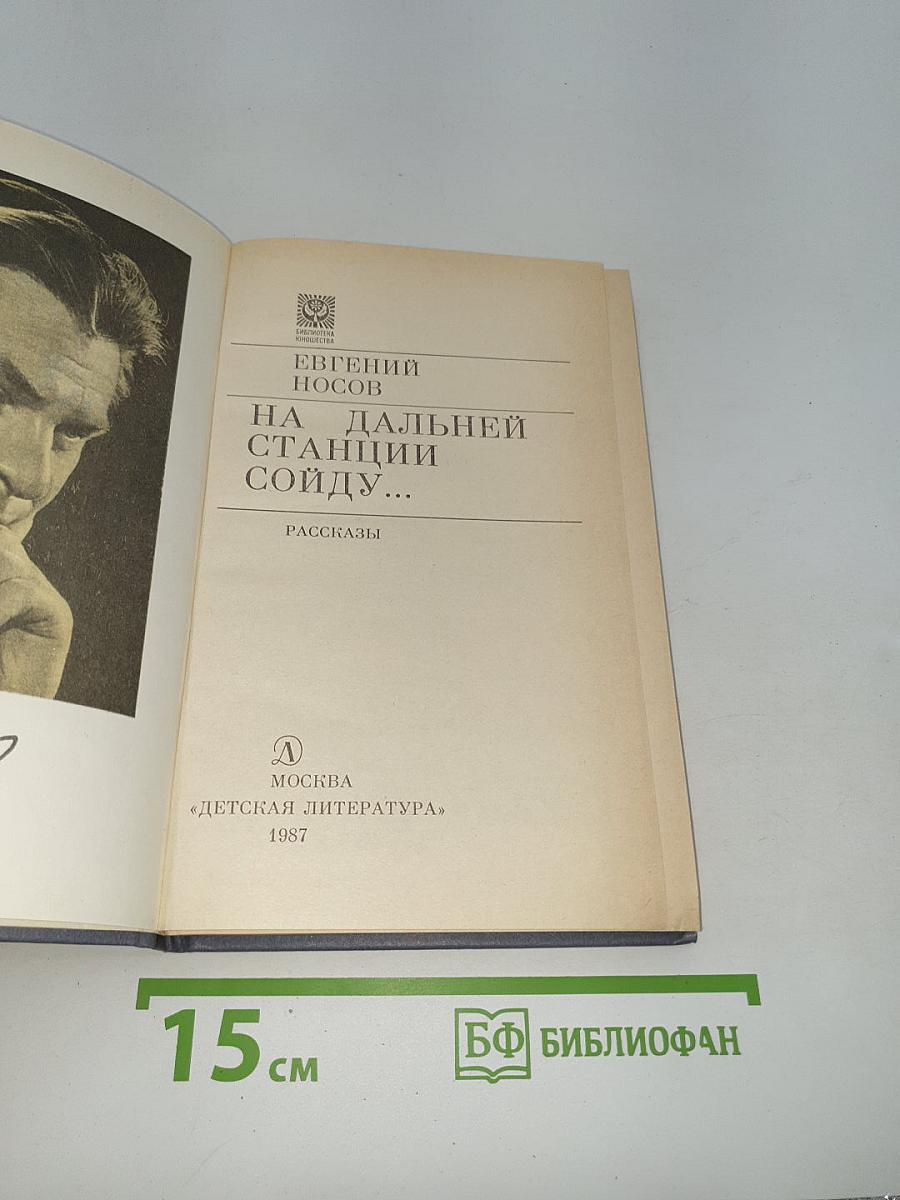 БИБЛИОТЕКА
ЮНОШЕСТВА
ЕВГЕНИЙ
НОСОВ
НА ДАЛЬНЕЙ
СТАНЦИИ
СОЙДУ...
РАССКАЗЫ
МОСКВА
«ДЕТСКАЯ ЛИТЕРАТУРА»
1987
15 см
БФ БИБЛИОФАН